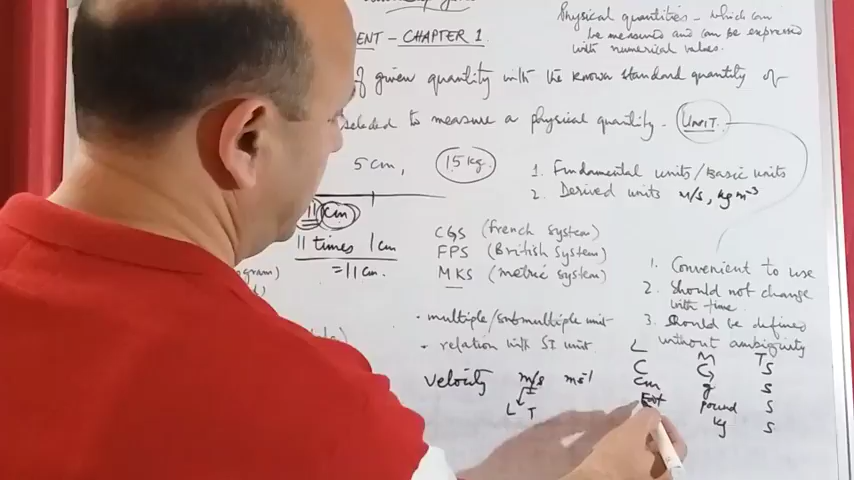 Physical quantities - which can
be measured and can be expressed
with numerical values.
ENT - CHAPTER 1.
of given quantity with the known standard quantity of
selected to measure a physical quantity. UNIT.
5 cm, 15 kg.
1. Fundamental units/Basic units
2. Derived units m/s, kg m⁻³
11 cm
11 times 1 cm
= 11 cm.
CGS (French system)
FPS (British System)
MKS (metric system)
1. Convenient to use
2. Should not change
with time.
3. Should be defined
without ambiguity
• multiple/submultiple unit
• relation with SI unit
velocity m/s ms⁻¹
L T
L M T
C G S
cm g S
Foot pound S
kg S